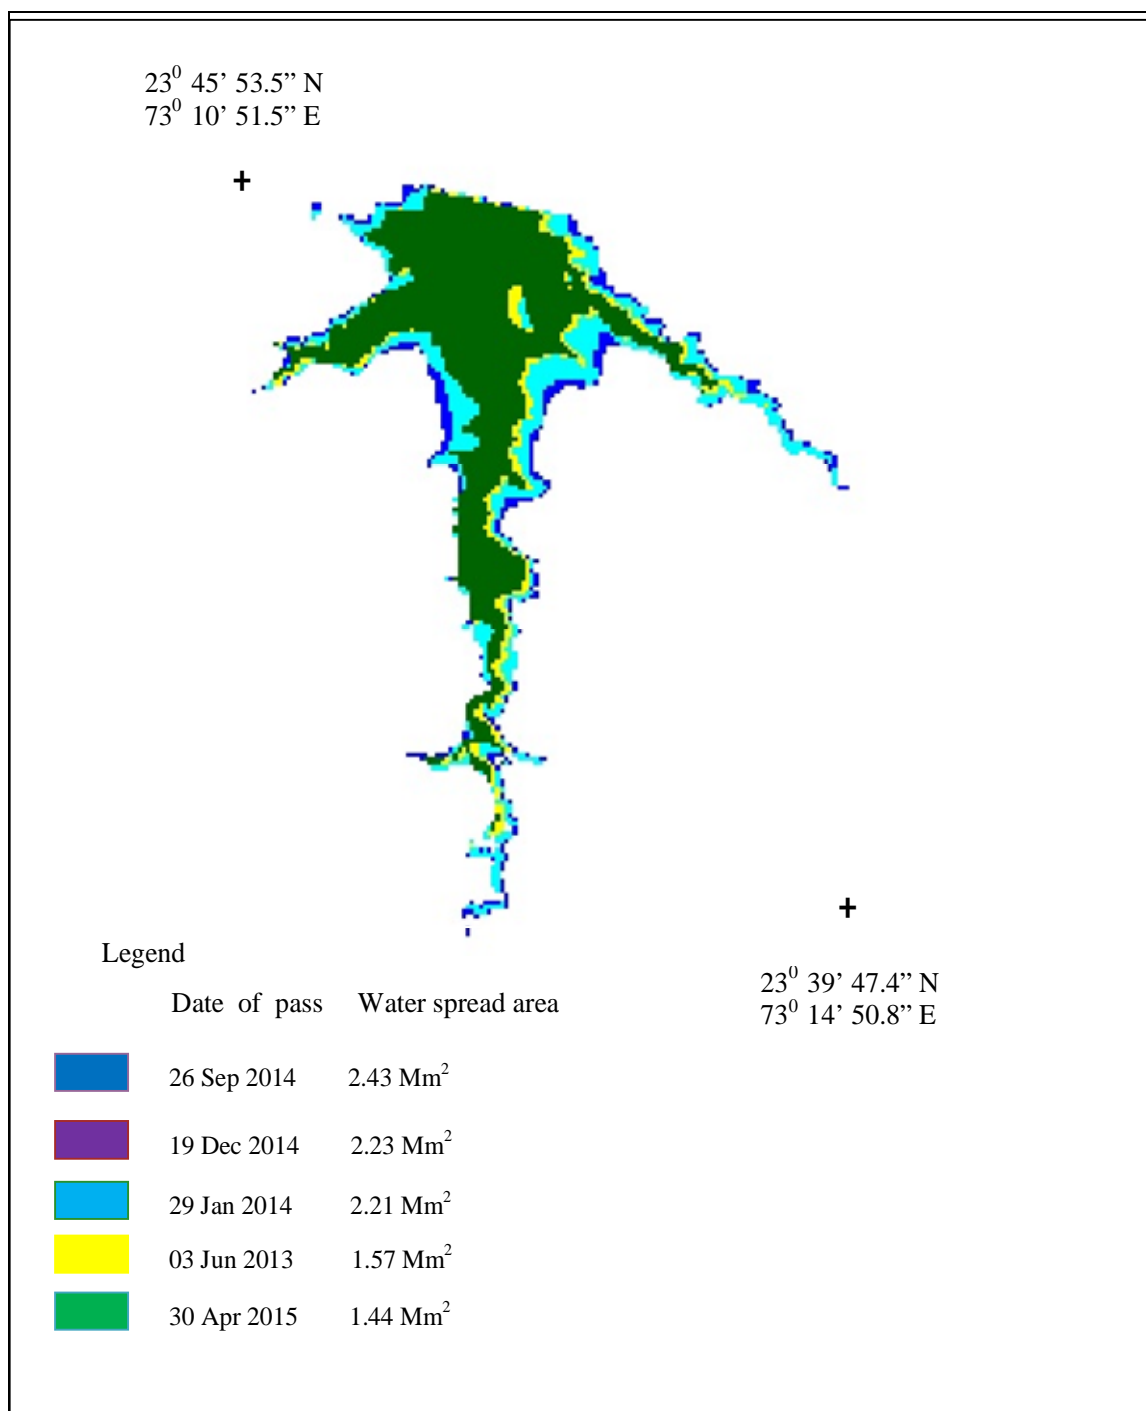 23⁰ 45’ 53.5” N
73⁰ 10’ 51.5” E
Legend
23⁰ 39’ 47.4” N
73⁰ 14’ 50.8” E
Date of pass Water spread area
26 Sep 2014 2.43 Mm²
19 Dec 2014 2.23 Mm²
29 Jan 2014 2.21 Mm²
03 Jun 2013 1.57 Mm²
30 Apr 2015 1.44 Mm²